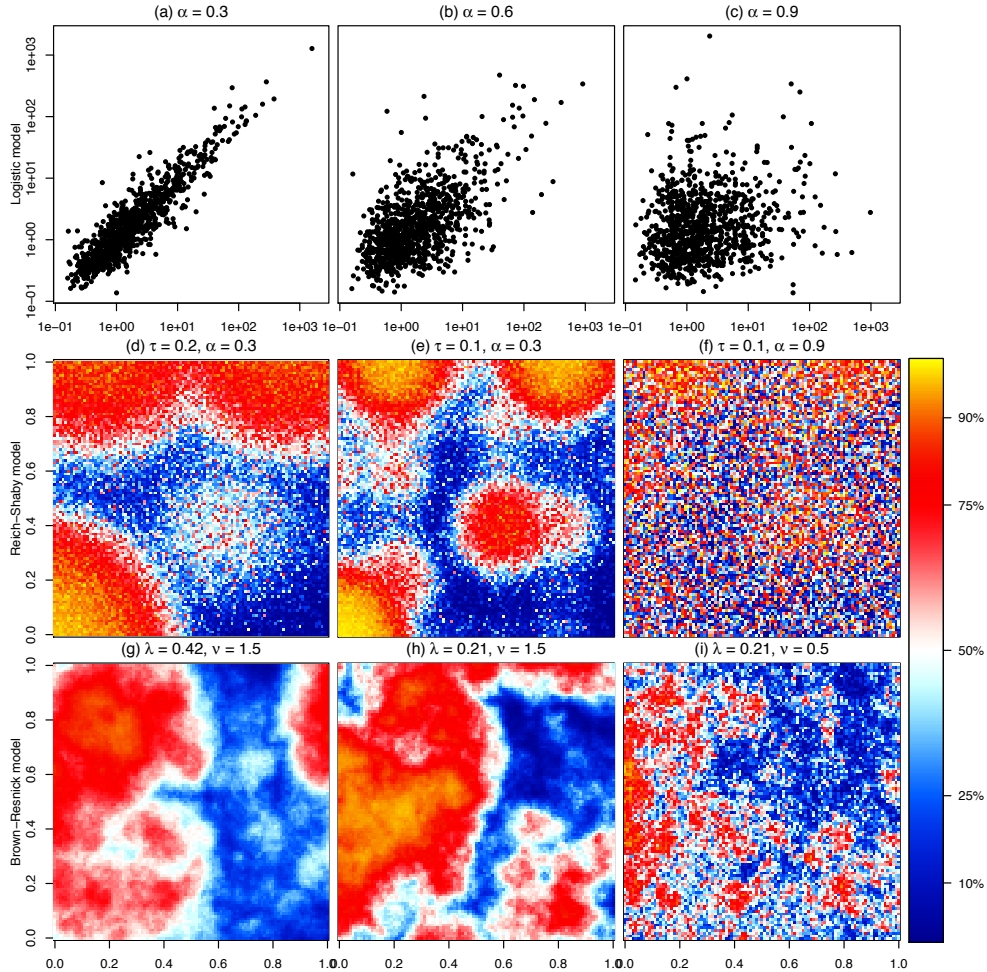 (a) α = 0.3 (b) α = 0.6 (c) α = 0.9
Logistic model
1e+03
1e+02
1e+01
1e+00
1e−01
1e−01 1e+00 1e+01 1e+02 1e+03 1e−01 1e+00 1e+01 1e+02 1e+03 1e−01 1e+00 1e+01 1e+02 1e+03
(d) τ = 0.2, α = 0.3 (e) τ = 0.1, α = 0.3 (f) τ = 0.1, α = 0.9
Reich−Shaby model
1.0
0.8
0.6
0.4
0.2
0.0
(g) λ = 0.42, ν = 1.5 (h) λ = 0.21, ν = 1.5 (i) λ = 0.21, ν = 0.5
Brown−Resnick model
1.0
0.8
0.6
0.4
0.2
0.0
0.0 0.2 0.4 0.6 0.8 1.0 0.0 0.2 0.4 0.6 0.8 1.0 0.0 0.2 0.4 0.6 0.8 1.0
90%
75%
50%
25%
10%